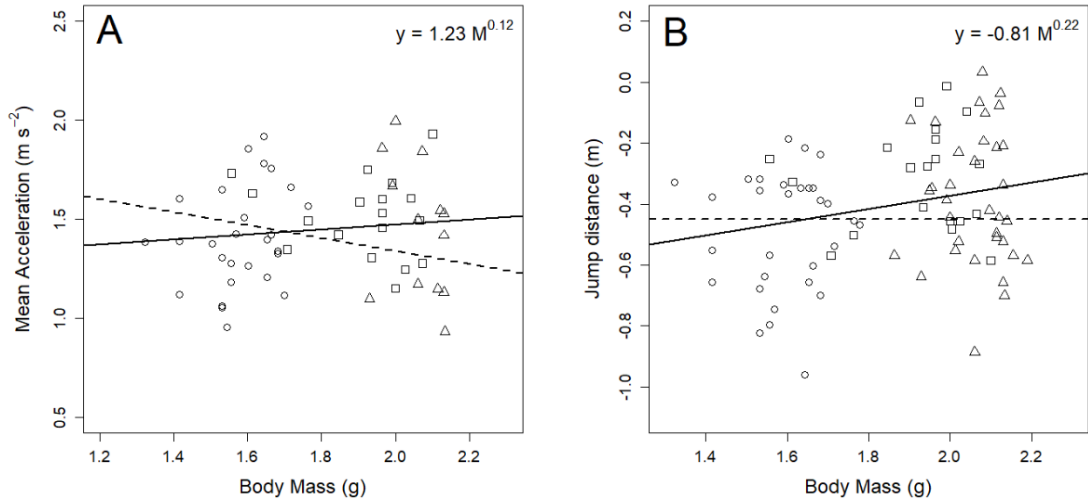 A
y = 1.23 M^0.12
Mean Acceleration (m s⁻²)
2.5
2.0
1.5
1.0
0.5
1.2 1.4 1.6 1.8 2.0 2.2
Body Mass (g)
B
y = -0.81 M^0.22
Jump distance (m)
0.2
0.0
-0.2
-0.4
-0.6
-0.8
-1.0
1.4 1.6 1.8 2.0 2.2
Body Mass (g)